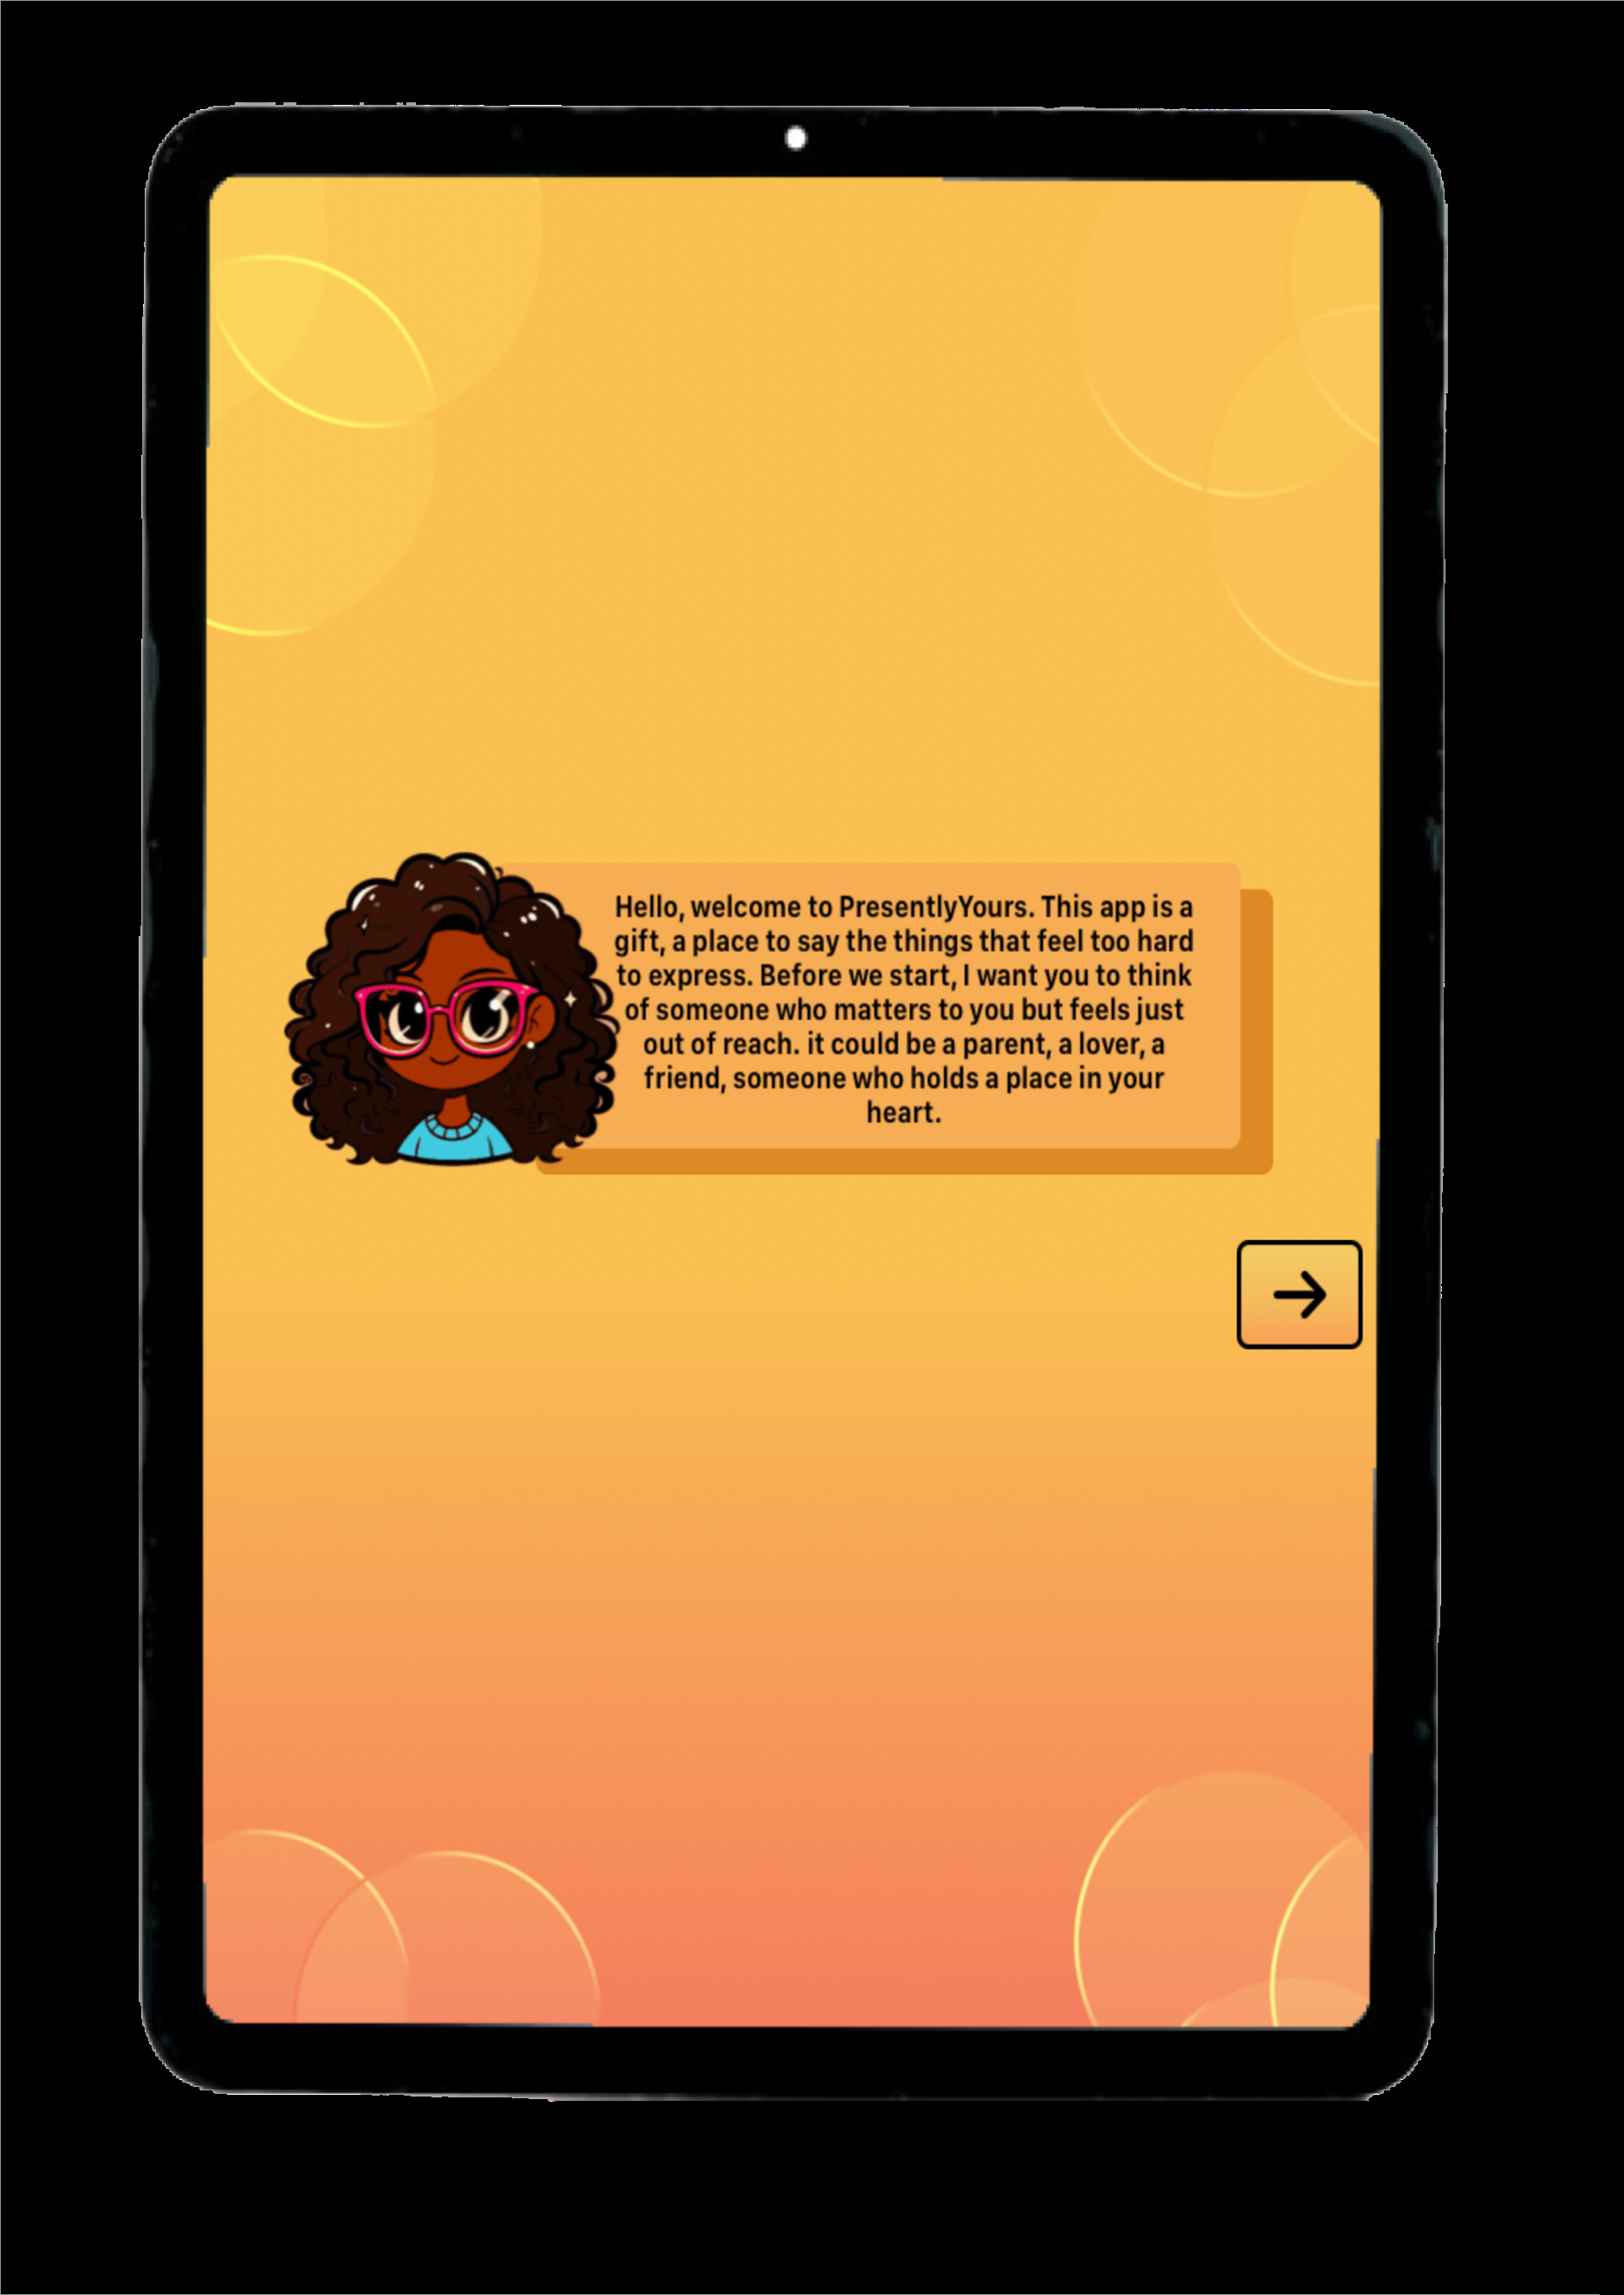 Hello, welcome to PresentlyYours. This app is a
gift, a place to say the things that feel too hard
to express. Before we start, I want you to think
of someone who matters to you but feels just
out of reach. it could be a parent, a lover, a
friend, someone who holds a place in your
heart.